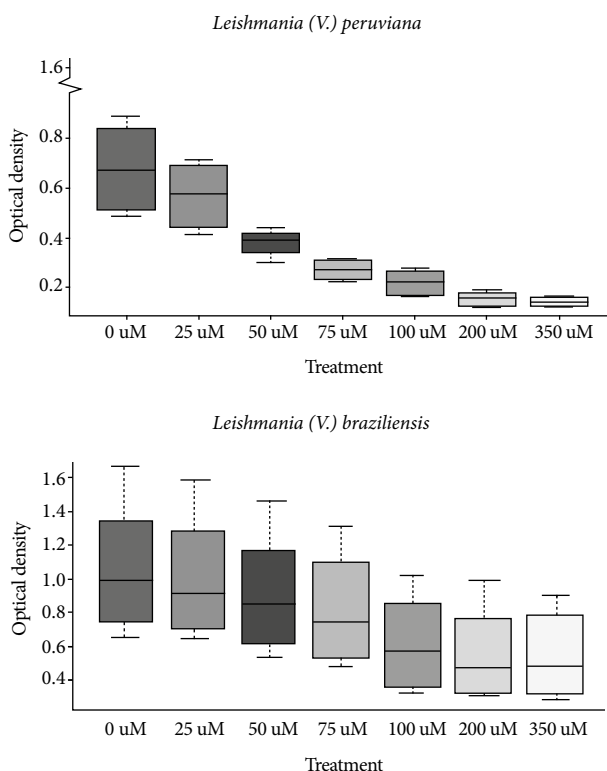 Leishmania (V.) peruviana
1.6
0.8
0.6
0.4
0.2
Optical density
0 uM 25 uM 50 uM 75 uM 100 uM 200 uM 350 uM
Treatment
Leishmania (V.) braziliensis
1.6
1.4
1.2
1.0
0.8
0.6
0.4
Optical density
0 uM 25 uM 50 uM 75 uM 100 uM 200 uM 350 uM
Treatment